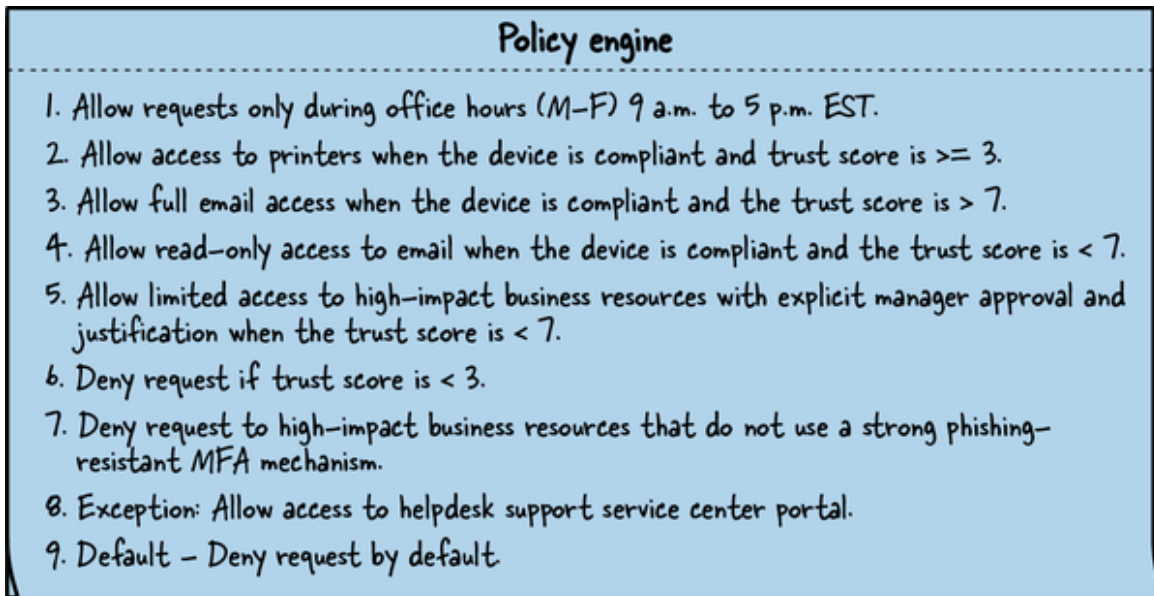 Policy engine
1. Allow requests only during office hours (M–F) 9 a.m. to 5 p.m. EST.
2. Allow access to printers when the device is compliant and trust score is >= 3.
3. Allow full email access when the device is compliant and the trust score is > 7.
4. Allow read–only access to email when the device is compliant and the trust score is < 7.
5. Allow limited access to high–impact business resources with explicit manager approval and
justification when the trust score is < 7.
6. Deny request if trust score is < 3.
7. Deny request to high–impact business resources that do not use a strong phishing–
resistant MFA mechanism.
8. Exception: Allow access to helpdesk support service center portal.
9. Default – Deny request by default.